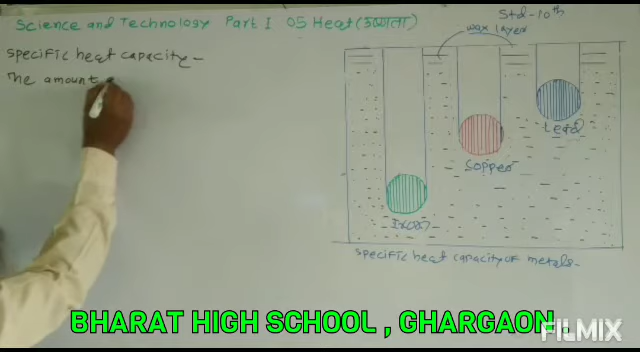 Science and Technology Part I 05 Heat (उष्णता)
Std-10th
wax layer
Specific heat capacity-
The amount
Lead
Copper
Iron
Specific heat capacity of metals-
BHARAT HIGH SCHOOL , GHARGAON .
FILMIX